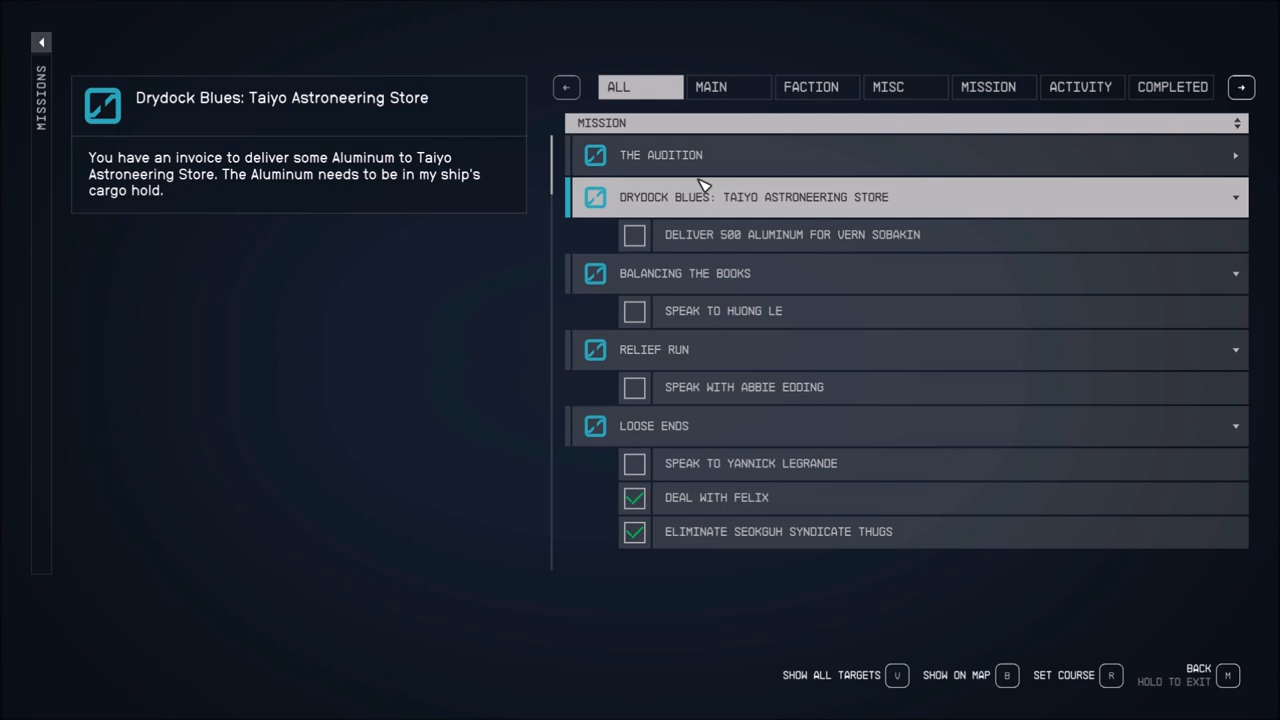 MISSIONS
Drydock Blues: Taiyo Astroneering Store
You have an invoice to deliver some Aluminum to Taiyo
Astroneering Store. The Aluminum needs to be in my ship's
cargo hold.
ALL MAIN FACTION MISC MISSION ACTIVITY COMPLETED
MISSION
THE AUDITION
DRYDOCK BLUES: TAIYO ASTRONEERING STORE
DELIVER 500 ALUMINUM FOR VERN SOBAKIN
BALANCING THE BOOKS
SPEAK TO HUONG LE
RELIEF RUN
SPEAK WITH ABBIE EDDING
LOOSE ENDS
SPEAK TO YANNICK LEGRANDE
DEAL WITH FELIX
ELIMINATE SEOKGUH SYNDICATE THUGS
SHOW ALL TARGETS V SHOW ON MAP B SET COURSE R BACK M
HOLD TO EXIT